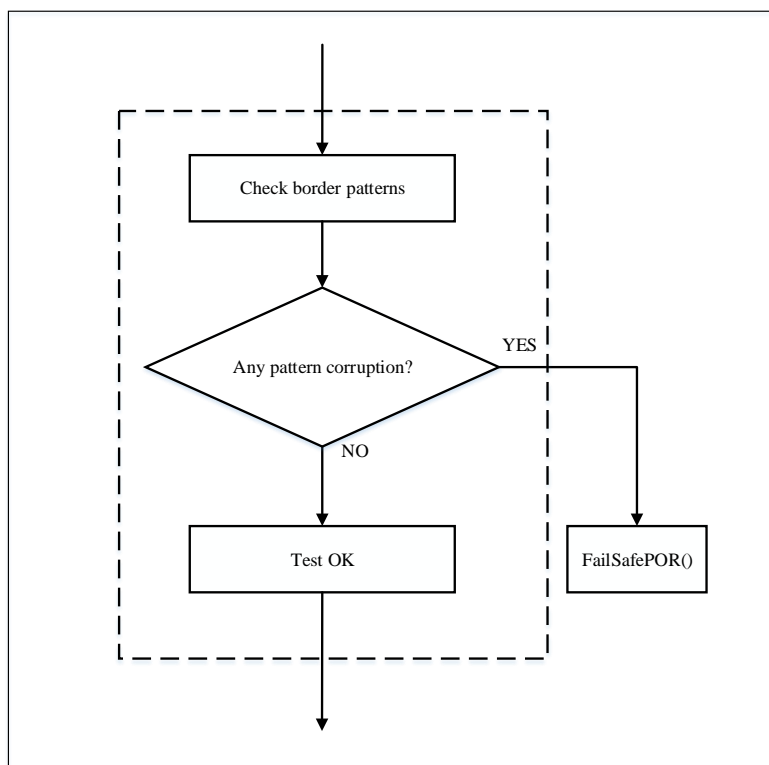 Check border patterns
Any pattern corruption?
YES
NO
Test OK
FailSafePOR()